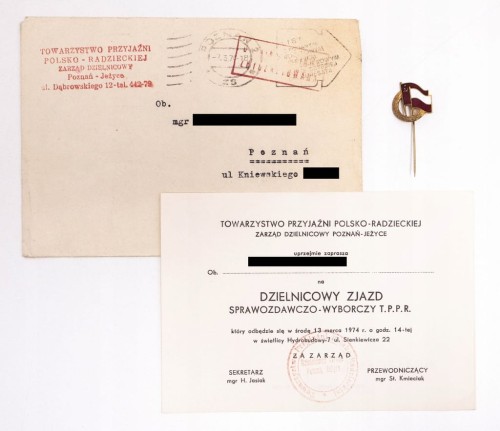 TOWARZYSTWO PRZYJAŹNI
POLSKO - RADZIECKIEJ
ZARZĄD DZIELNICOWY
Poznań - Jeżyce
ul. Dąbrowskiego 12-tel. 442-79
Ob.
mgr
Poznań
ul Kniewskiego
TOWARZYSTWO PRZYJAŹNI POLSKO-RADZIECKIEJ
ZARZĄD DZIELNICOWY POZNAŃ-JEŻYCE
uprzejmie zaprasza
Ob.
na
DZIELNICOWY ZJAZD
SPRAWOZDAWCZO-WYBORCZY T.P.P.R.
który odbędzie się w środę 13 marca 1974 o godz. 14-tej
w świetlicy Hydrobudowy-7 ul. Sienkiewicza 22
ZA ZARZĄD
SEKRETARZ
mgr H. Jasiak
PRZEWODNICZĄCY
mgr St. Kmieciak